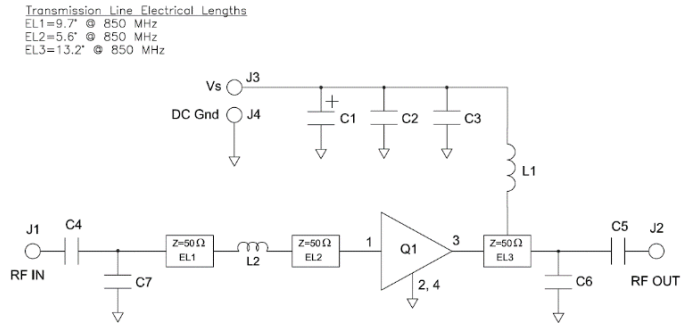 Transmission Line Electrical Lengths
EL1=9.7° @ 850 MHz
EL2=5.6° @ 850 MHz
EL3=13.2° @ 850 MHz
Vs J3
DC Gnd J4
C1 C2 C3
L1
J1 C4 C5 J2
Z=50Ω Z=50Ω 1 Q1 3 Z=50Ω
EL1 L2 EL2 EL3
RF IN C7 2, 4 C6 RF OUT